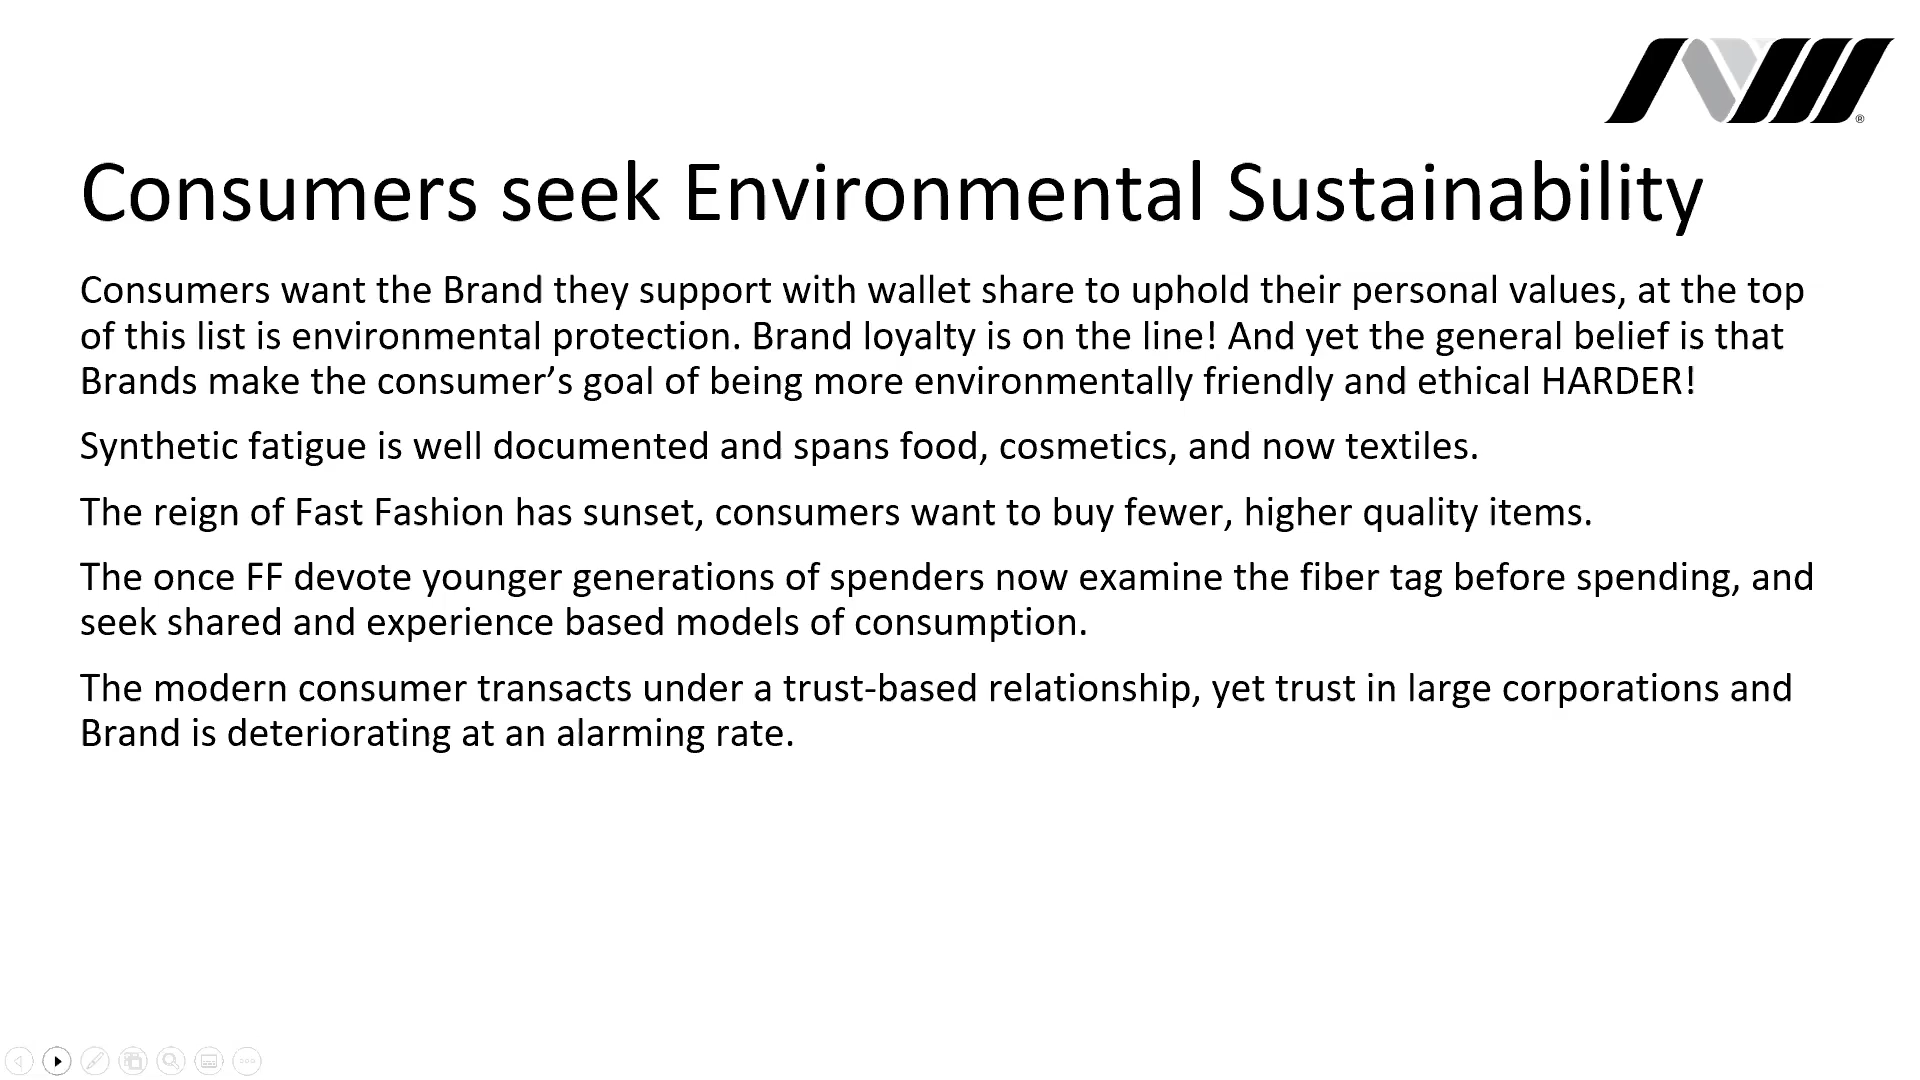 Consumers seek Environmental Sustainability
Consumers want the Brand they support with wallet share to uphold their personal values, at the top
of this list is environmental protection. Brand loyalty is on the line! And yet the general belief is that
Brands make the consumer’s goal of being more environmentally friendly and ethical HARDER!
Synthetic fatigue is well documented and spans food, cosmetics, and now textiles.
The reign of Fast Fashion has sunset, consumers want to buy fewer, higher quality items.
The once FF devote younger generations of spenders now examine the fiber tag before spending, and
seek shared and experience based models of consumption.
The modern consumer transacts under a trust-based relationship, yet trust in large corporations and
Brand is deteriorating at an alarming rate.